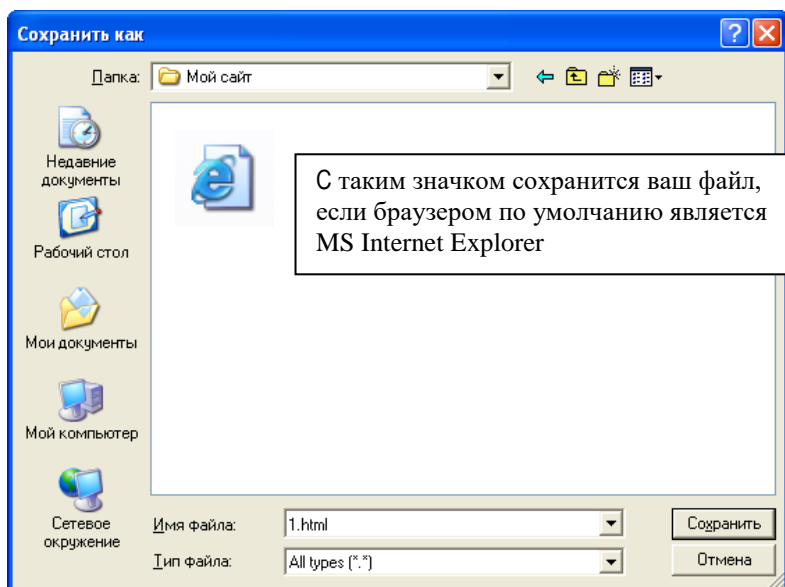 Сохранить как
Папка: Мой сайт
Недавние
документы
Рабочий стол
Мои документы
Мой компьютер
Сетевое
окружение
С таким значком сохранится ваш файл,
если браузером по умолчанию является
MS Internet Explorer
Имя файла: 1.html Сохранить
Тип файла: All types (*.*) Отмена